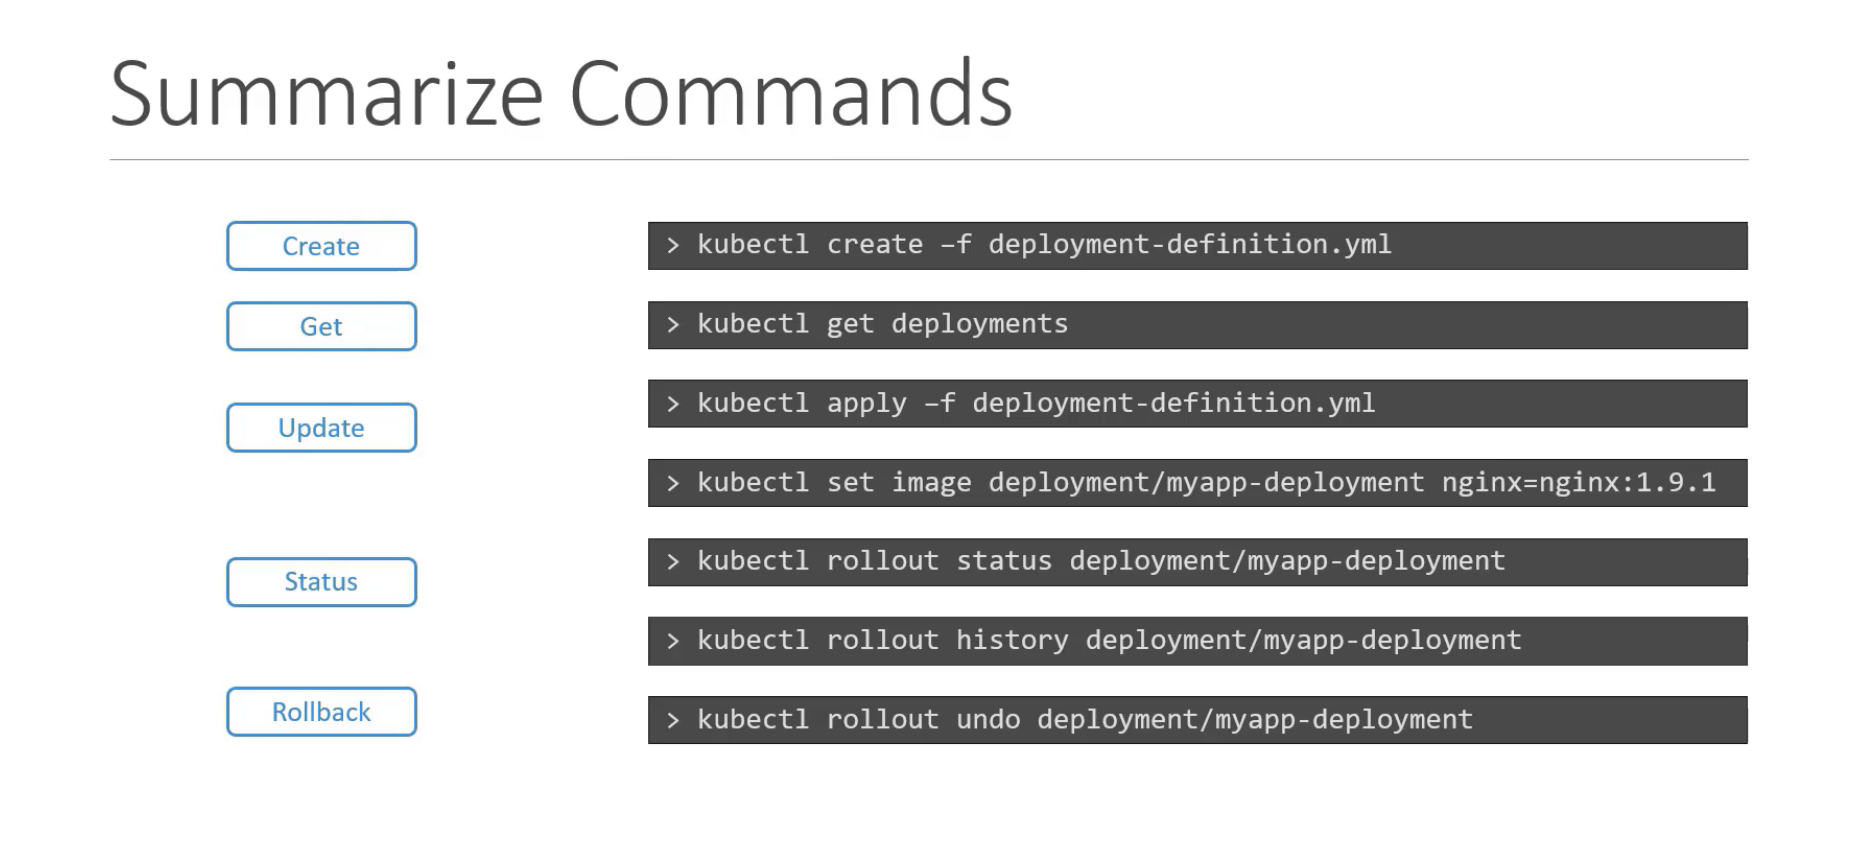 Summarize Commands
Create
> kubectl create –f deployment-definition.yml
Get
> kubectl get deployments
Update
> kubectl apply –f deployment-definition.yml
> kubectl set image deployment/myapp-deployment nginx=nginx:1.9.1
Status
> kubectl rollout status deployment/myapp-deployment
> kubectl rollout history deployment/myapp-deployment
Rollback
> kubectl rollout undo deployment/myapp-deployment